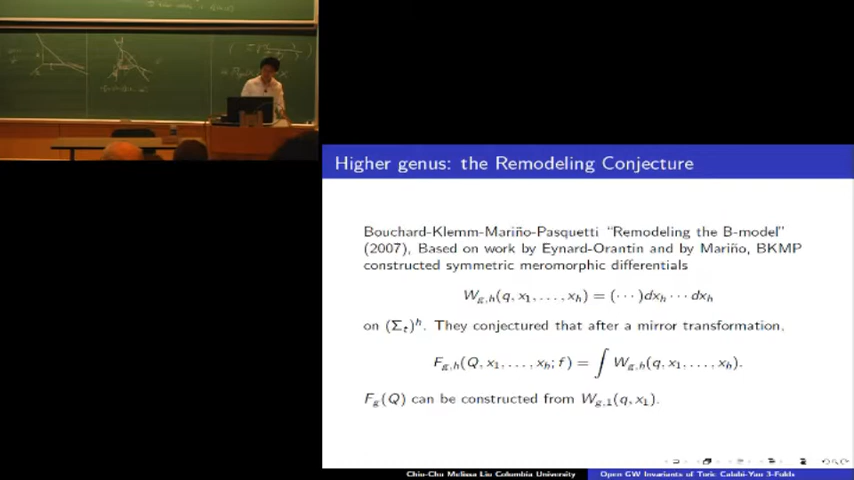 Higher genus: the Remodeling Conjecture
Bouchard-Klemm-Mariño-Pasquetti "Remodeling the B-model"
(2007), Based on work by Eynard-Orantin and by Mariño, BKMP
constructed symmetric meromorphic differentials
W_{g,h}(q, x_1, . . . , x_h) = (· · · )dx_h · · · dx_h
on (Σ_t)^h. They conjectured that after a mirror transformation,
F_{g,h}(Q, x_1, . . . , x_h; f) = ∫ W_{g,h}(q, x_1, . . . , x_h).
F_g(Q) can be constructed from W_{g,1}(q, x_1).
Chiu-Chu Melissa Liu Columbia University
Open GW Invariants of Toric Calabi-Yau 3-Folds